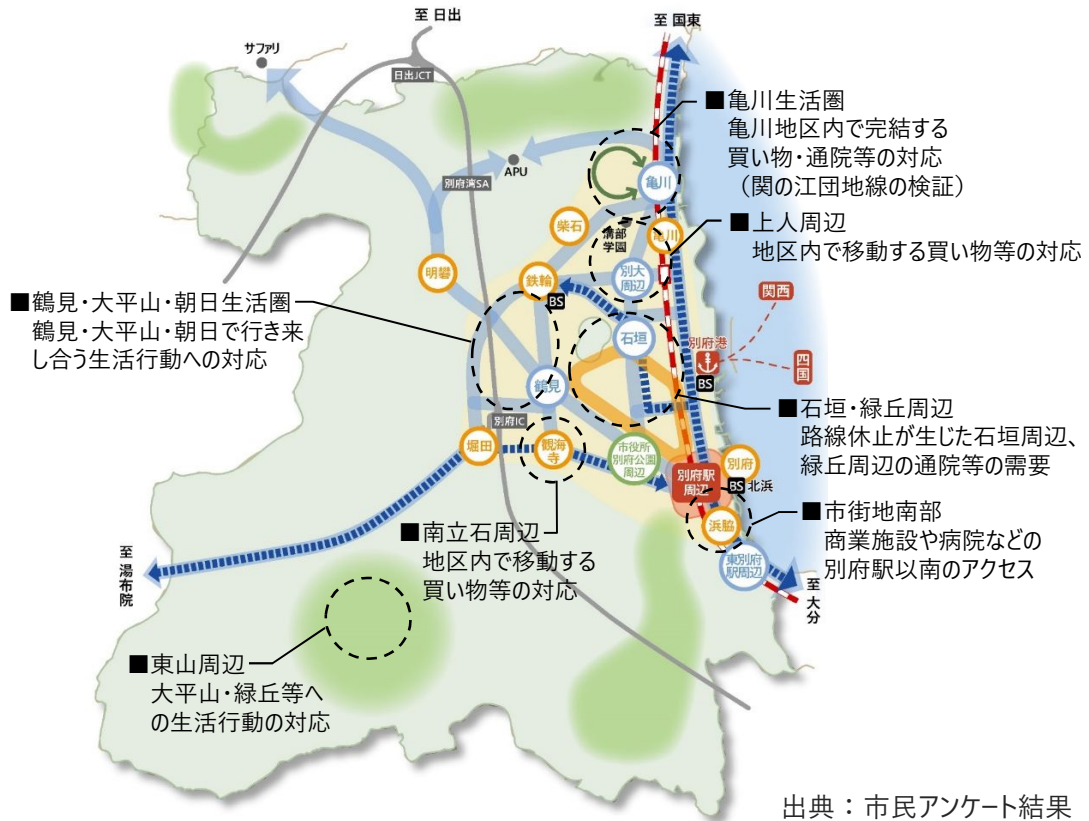 至 日出
至 国東
サファリ
日出JCT
■亀川生活圏
亀川地区内で完結する
買い物・通院等の対応
（関の江団地線の検証）
APU
別府湾SA
亀川
柴石
溝部
学園
亀川
■上人周辺
地区内で移動する買い物等の対応
明礬
鉄輪
BS
別大
周辺
関西
■鶴見・大平山・朝日生活圏
鶴見・大平山・朝日で行き来
し合う生活行動への対応
石垣
別府港
BS
四国
鶴見
■石垣・緑丘周辺
路線休止が生じた石垣周辺、
緑丘周辺の通院等の需要
別府IC
堀田
観海
寺
市役所
別府公園
周辺
別府駅
周辺
別府
BS 北浜
浜脇
■市街地南部
商業施設や病院などの
別府駅以南のアクセス
■南立石周辺
地区内で移動する
買い物等の対応
東別府
駅周辺
至 湯布院
至 大分
■東山周辺
大平山・緑丘等へ
の生活行動の対応
出典：市民アンケート結果